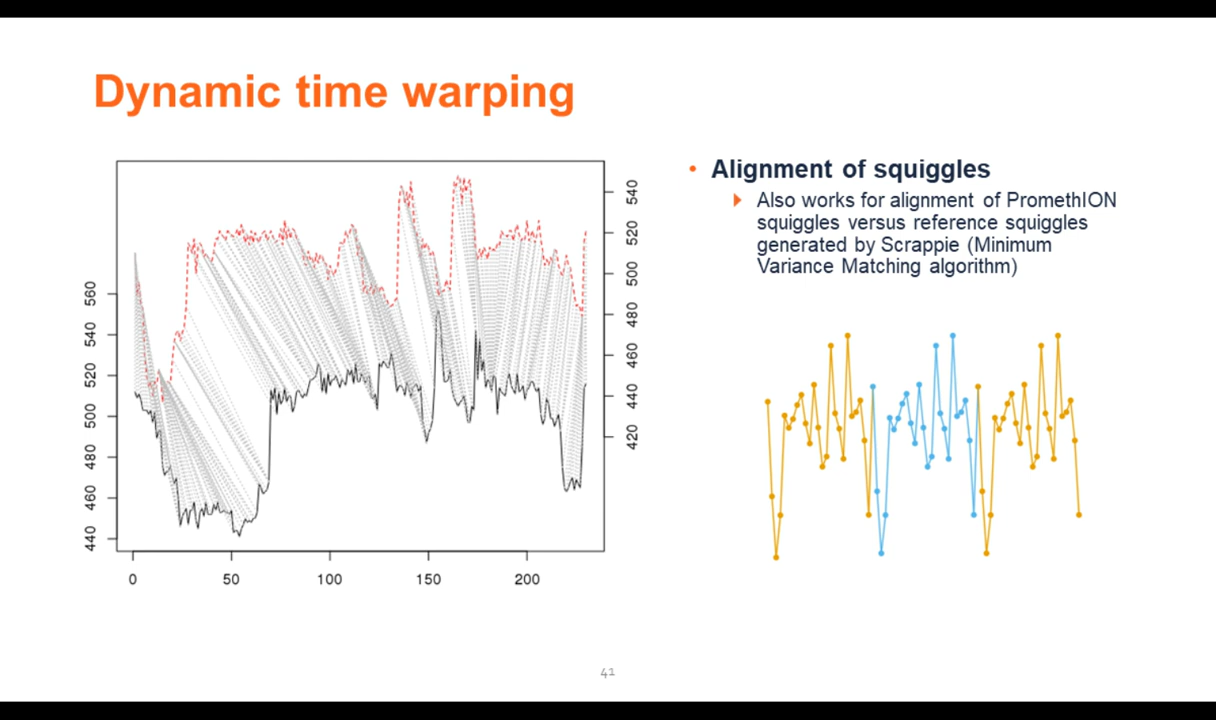 Dynamic time warping
560
540
520
500
480
460
440
540
520
500
480
460
440
420
0 50 100 150 200
• Alignment of squiggles
Also works for alignment of PromethION
squiggles versus reference squiggles
generated by Scrappie (Minimum
Variance Matching algorithm)
41